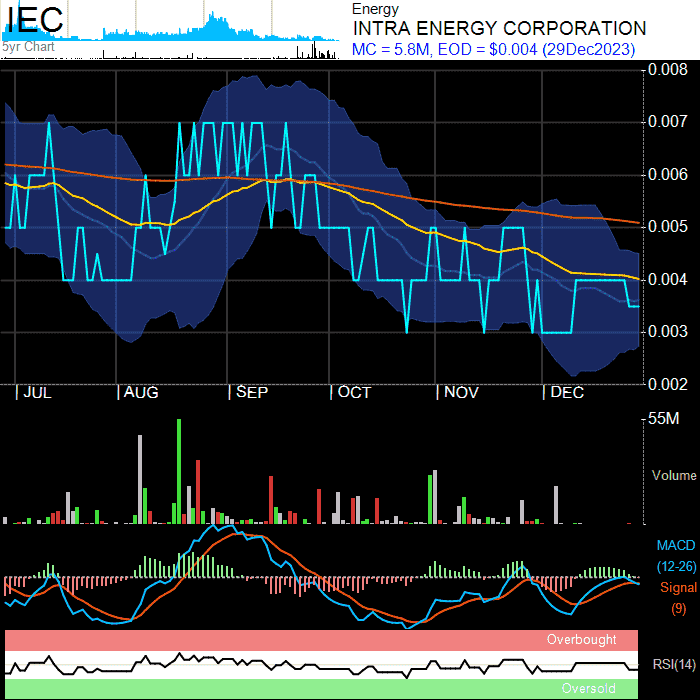 IEC
5yr Chart
Energy
INTRA ENERGY CORPORATION
MC = 5.8M, EOD = $0.004 (29Dec2023)
0.008
0.007
0.006
0.005
0.004
0.003
0.002
JUL AUG SEP OCT NOV DEC
55M
Volume
MACD
(12-26)
Signal
(9)
Overbought
RSI(14)
Oversold